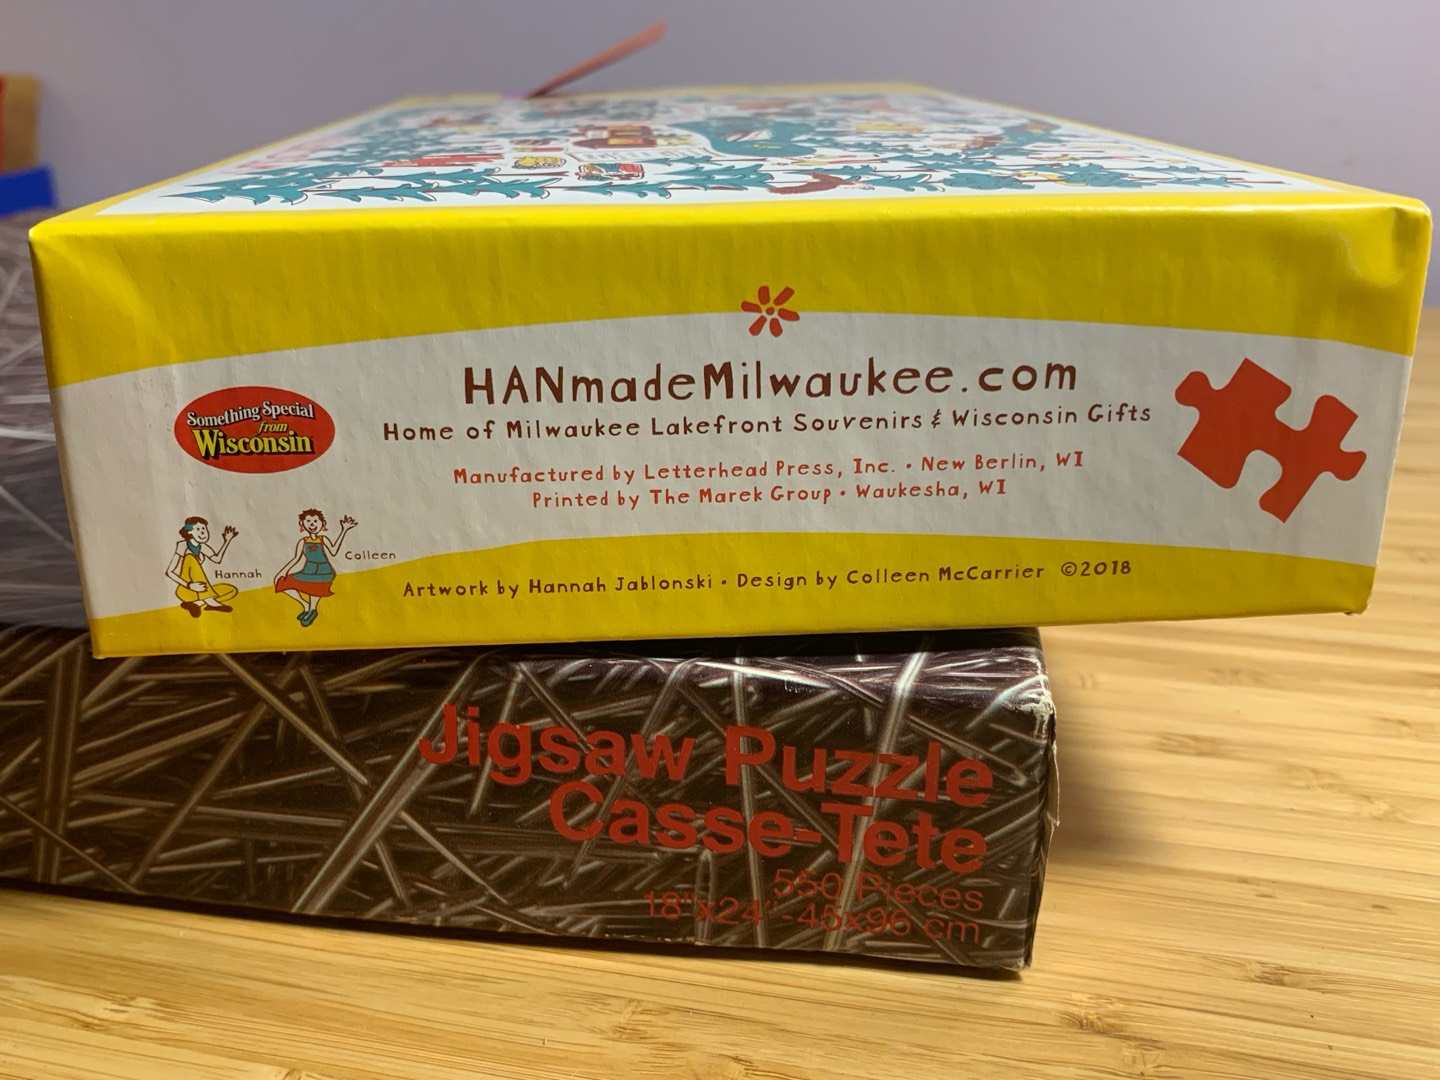 HANmadeMilwaukee.com
Home of Milwaukee Lakefront Souvenirs & Wisconsin Gifts
Manufactured by Letterhead Press, Inc. • New Berlin, WI
Printed by The Marek Group • Waukesha, WI
Something Special
from
Wisconsin
Hannah
Colleen
Artwork by Hannah Jablonski • Design by Colleen McCarrier ©2018
Jigsaw Puzzle
Casse-Tete
550 Pieces
18"x24"-45x96 cm